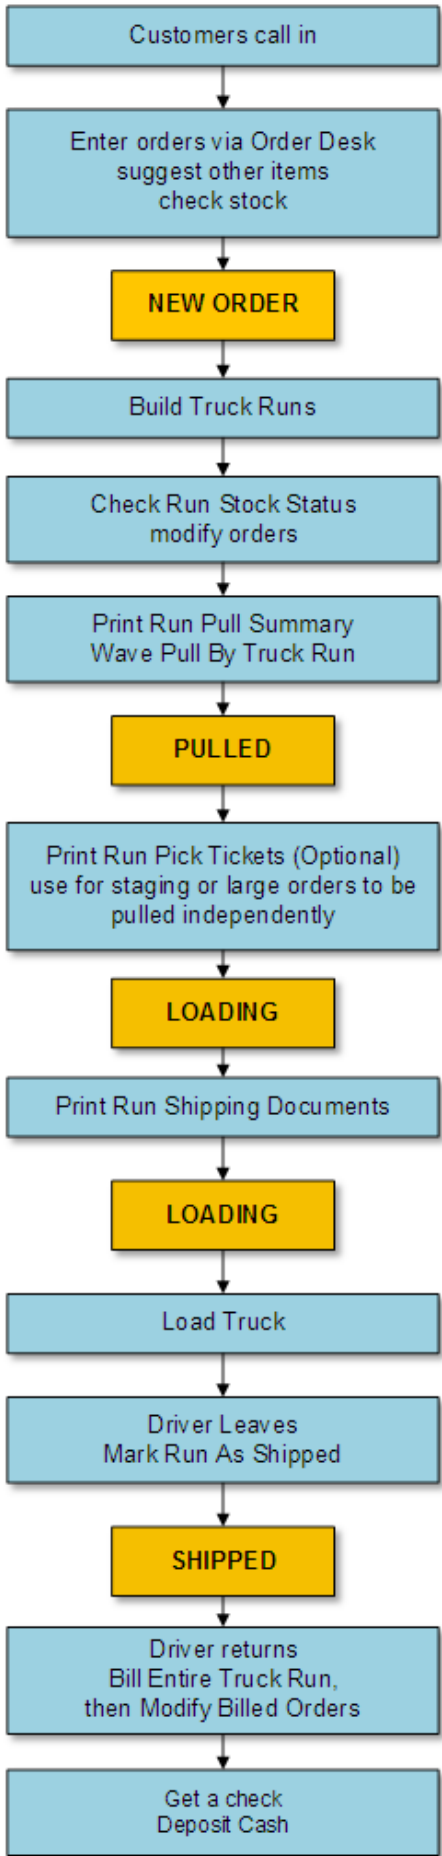 Customers call in
Enter orders via Order Desk
suggest other items
check stock
NEW ORDER
Build Truck Runs
Check Run Stock Status
modify orders
Print Run Pull Summary
Wave Pull By Truck Run
PULLED
Print Run Pick Tickets (Optional)
use for staging or large orders to be
pulled independently
LOADING
Print Run Shipping Documents
LOADING
Load Truck
Driver Leaves
Mark Run As Shipped
SHIPPED
Driver returns
Bill Entire Truck Run,
then Modify Billed Orders
Get a check
Deposit Cash